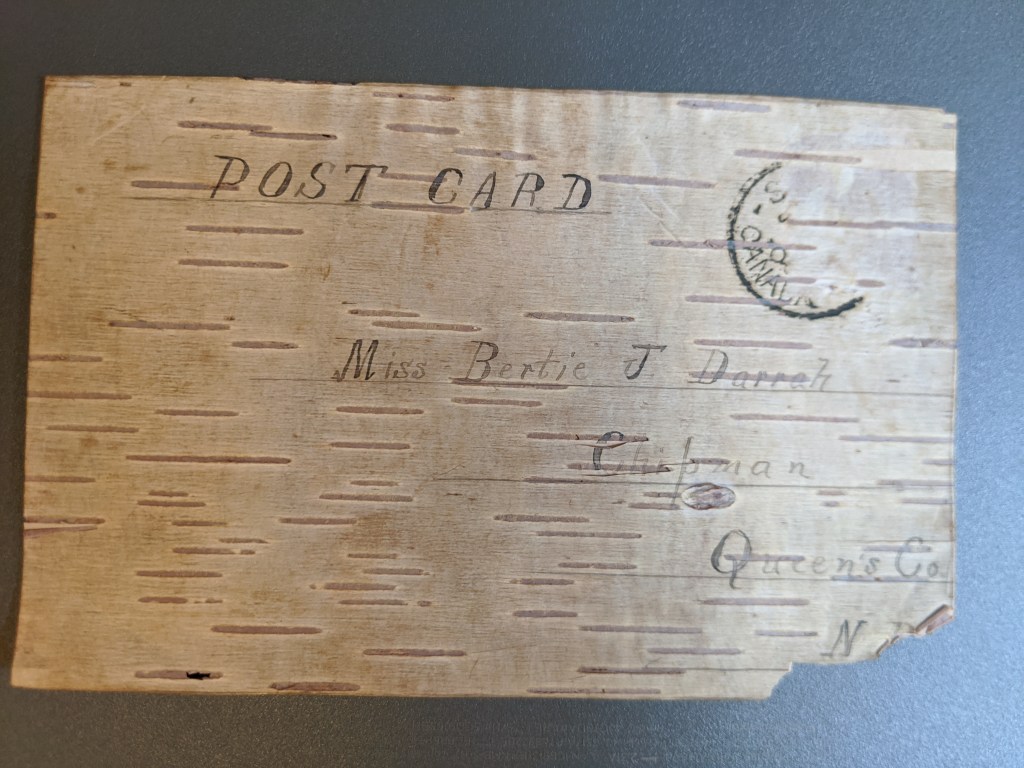 POST CARD
CANADA
Miss Bertie J Darrah
Chipman
Queens Co.
N B